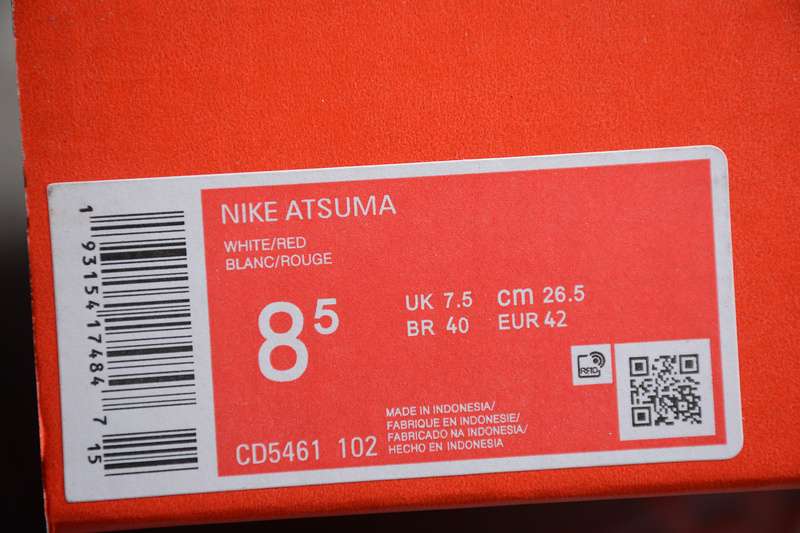 NIKE ATSUMA
WHITE/RED
BLANC/ROUGE
8⁵
UK 7.5 cm 26.5
BR 40 EUR 42
RFID
MADE IN INDONESIA/
FABRIQUE EN INDONESIE/
FABRICADO NA INDONESIA/
HECHO EN INDONESIA
CD5461 102
1 93154 17484 7 15